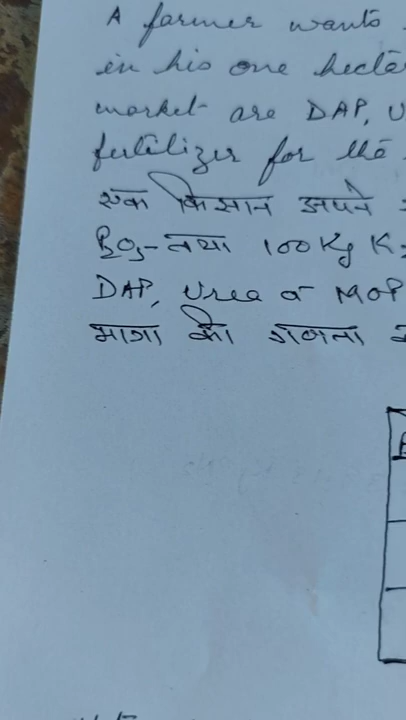 A farmer wants
in his one hecta
market are DAP, U
fertilizer for the
एक किसान अपने
P₂O₅ - तथा 100 Kg K₂
DAP, Urea व MOP
मात्रा की गणना